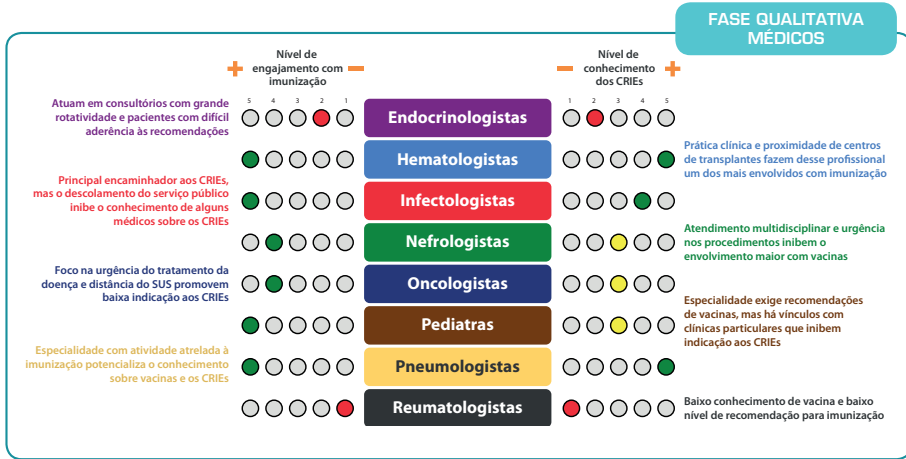 FASE QUALITATIVA
MÉDICOS
Nível de
engajamento com
imunização
Nível de
conhecimento
dos CRIEs
+ −
− +
5 4 3 2 1
1 2 3 4 5
Atuam em consultórios com grande
rotatividade e pacientes com difícil
aderência às recomendações
Endocrinologistas
Hematologistas
Prática clínica e proximidade de centros
de transplantes fazem desse profissional
um dos mais envolvidos com imunização
Principal encaminhador aos CRIEs,
mas o descolamento do serviço público
inibe o conhecimento de alguns
médicos sobre os CRIEs
Infectologistas
Nefrologistas
Atendimento multidisciplinar e urgência
nos procedimentos inibem o
envolvimento maior com vacinas
Foco na urgência do tratamento da
doença e distância do SUS promovem
baixa indicação aos CRIEs
Oncologistas
Pediatras
Especialidade exige recomendações
de vacinas, mas há vínculos com
clínicas particulares que inibem
indicação aos CRIEs
Especialidade com atividade atrelada à
imunização potencializa o conhecimento
sobre vacinas e os CRIEs
Pneumologistas
Reumatologistas
Baixo conhecimento de vacina e baixo
nível de recomendação para imunização